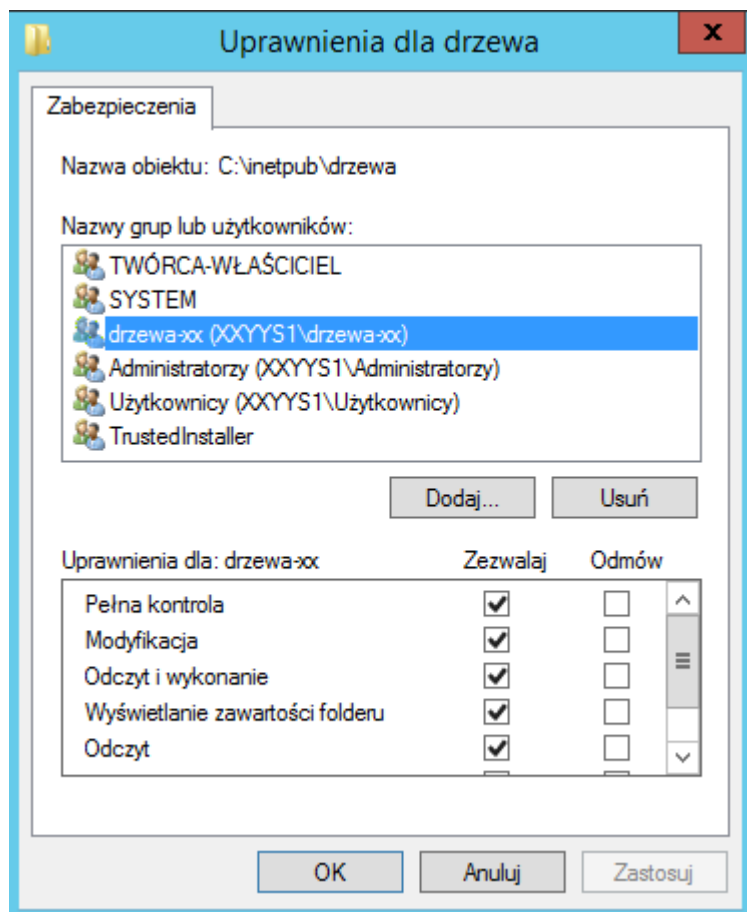 Uprawnienia dla drzewa
x
Zabezpieczenia
Nazwa obiektu: C:\inetpub\drzewa
Nazwy grup lub użytkowników:
TWÓRCA-WŁAŚCICIEL
SYSTEM
drzewa-xx (XXYYS1\drzewa-xx)
Administratorzy (XXYYS1\Administratorzy)
Użytkownicy (XXYYS1\Użytkownicy)
TrustedInstaller
Dodaj... Usuń
Uprawnienia dla: drzewa-xx Zezwalaj Odmów
Pełna kontrola
Modyfikacja
Odczyt i wykonanie
Wyświetlanie zawartości folderu
Odczyt
OK Anuluj Zastosuj